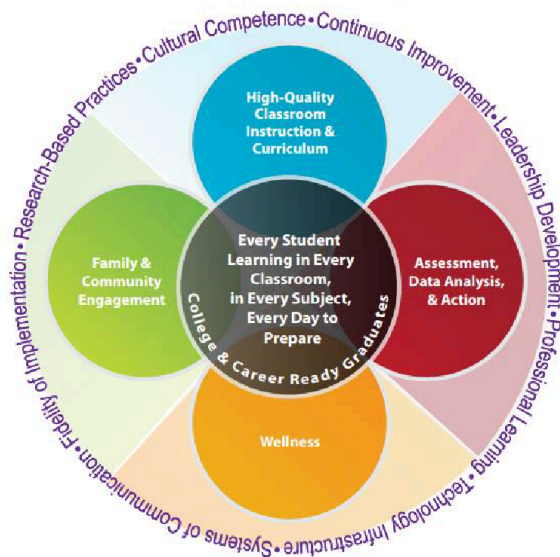 Fidelity of Implementation • Research-Based Practices • Cultural Competence • Continuous Improvement • Leadership Development • Professional Learning • Technology Infrastructure • Systems of Communication •
High-Quality
Classroom
Instruction &
Curriculum
Family &
Community
Engagement
Every Student
Learning in Every
Classroom,
in Every Subject,
Every Day to
Prepare
College & Career Ready Graduates
Assessment,
Data Analysis,
& Action
Wellness